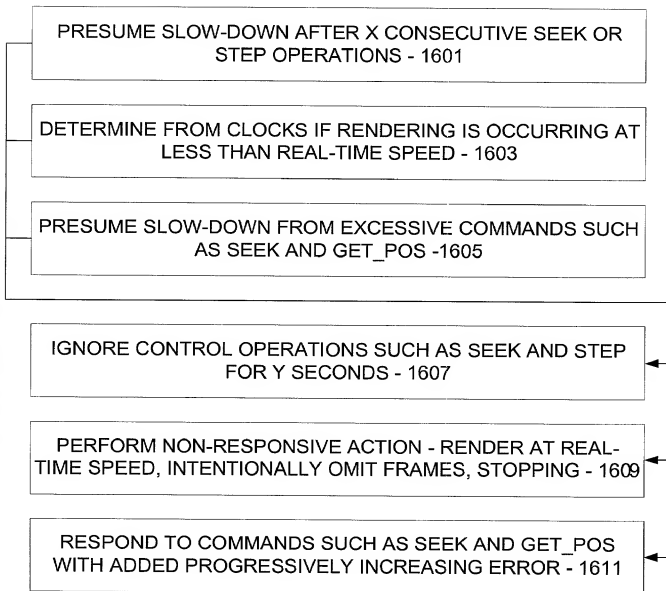 PRESUME SLOW-DOWN AFTER X CONSECUTIVE SEEK OR
STEP OPERATIONS - 1601
DETERMINE FROM CLOCKS IF RENDERING IS OCCURRING AT
LESS THAN REAL-TIME SPEED - 1603
PRESUME SLOW-DOWN FROM EXCESSIVE COMMANDS SUCH
AS SEEK AND GET_POS -1605
IGNORE CONTROL OPERATIONS SUCH AS SEEK AND STEP
FOR Y SECONDS - 1607
PERFORM NON-RESPONSIVE ACTION - RENDER AT REAL-
TIME SPEED, INTENTIONALLY OMIT FRAMES, STOPPING - 1609
RESPOND TO COMMANDS SUCH AS SEEK AND GET_POS
WITH ADDED PROGRESSIVELY INCREASING ERROR - 1611